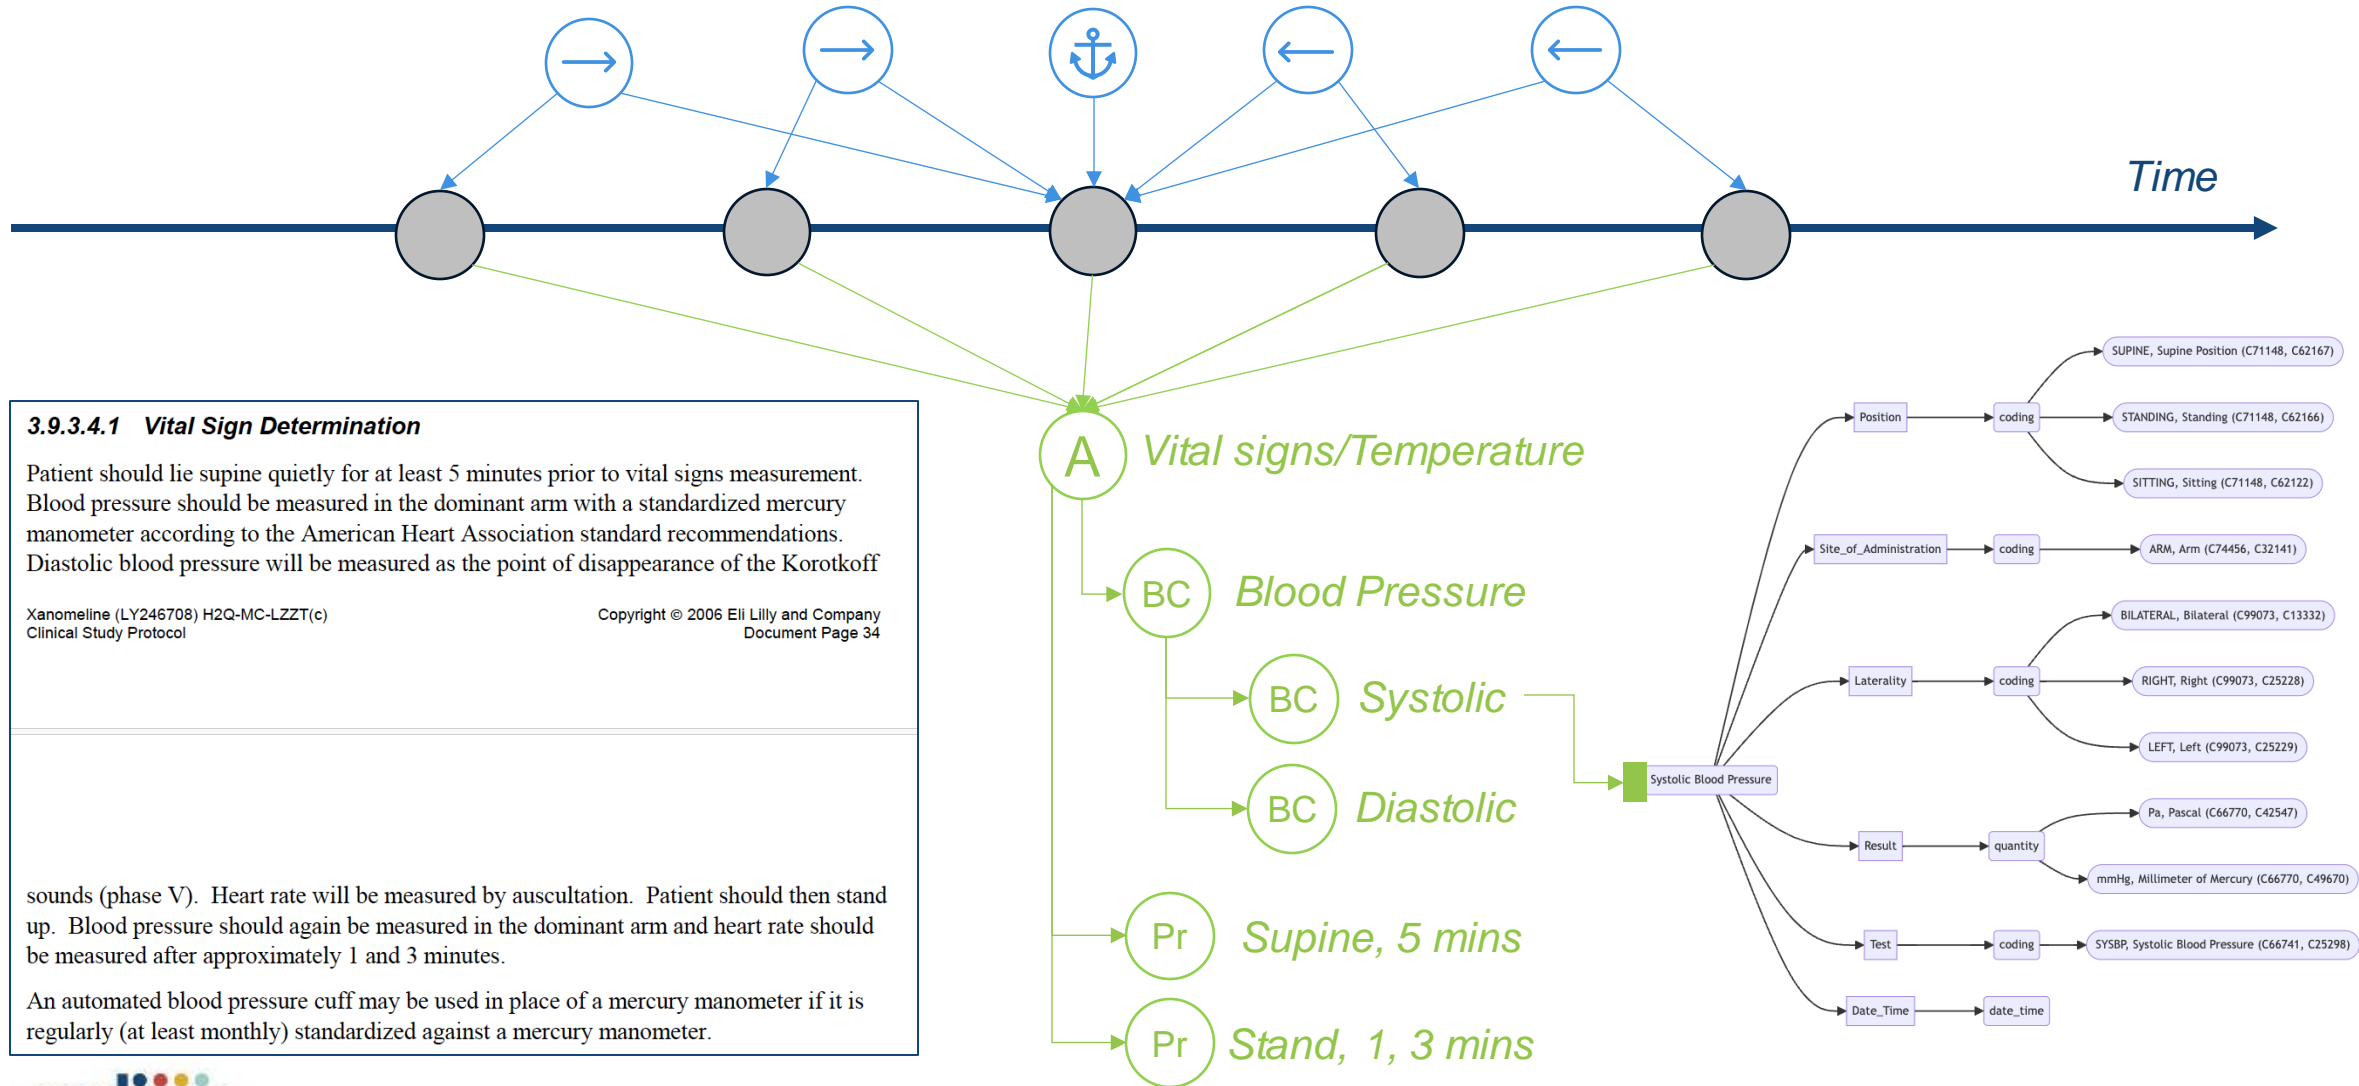 Time
3.9.3.4.1 Vital Sign Determination
Patient should lie supine quietly for at least 5 minutes prior to vital signs measurement.
Blood pressure should be measured in the dominant arm with a standardized mercury
manometer according to the American Heart Association standard recommendations.
Diastolic blood pressure will be measured as the point of disappearance of the Korotkoff
Xanomeline (LY246708) H2Q-MC-LZZT(c)
Clinical Study Protocol
Copyright © 2006 Eli Lilly and Company
Document Page 34
sounds (phase V). Heart rate will be measured by auscultation. Patient should then stand
up. Blood pressure should again be measured in the dominant arm and heart rate should
be measured after approximately 1 and 3 minutes.
An automated blood pressure cuff may be used in place of a mercury manometer if it is
regularly (at least monthly) standardized against a mercury manometer.
A Vital signs/Temperature
BC Blood Pressure
BC Systolic
BC Diastolic
Pr Supine, 5 mins
Pr Stand, 1, 3 mins
Systolic Blood Pressure
Position
coding
SUPINE, Supine Position (C71148, C62167)
STANDING, Standing (C71148, C62166)
SITTING, Sitting (C71148, C62122)
Site_of_Administration
coding
ARM, Arm (C74456, C32141)
Laterality
coding
BILATERAL, Bilateral (C99073, C13332)
RIGHT, Right (C99073, C25228)
LEFT, Left (C99073, C25229)
Result
quantity
Pa, Pascal (C66770, C42547)
mmHg, Millimeter of Mercury (C66770, C49670)
Test
coding
SYSBP, Systolic Blood Pressure (C66741, C25298)
Date_Time
date_time